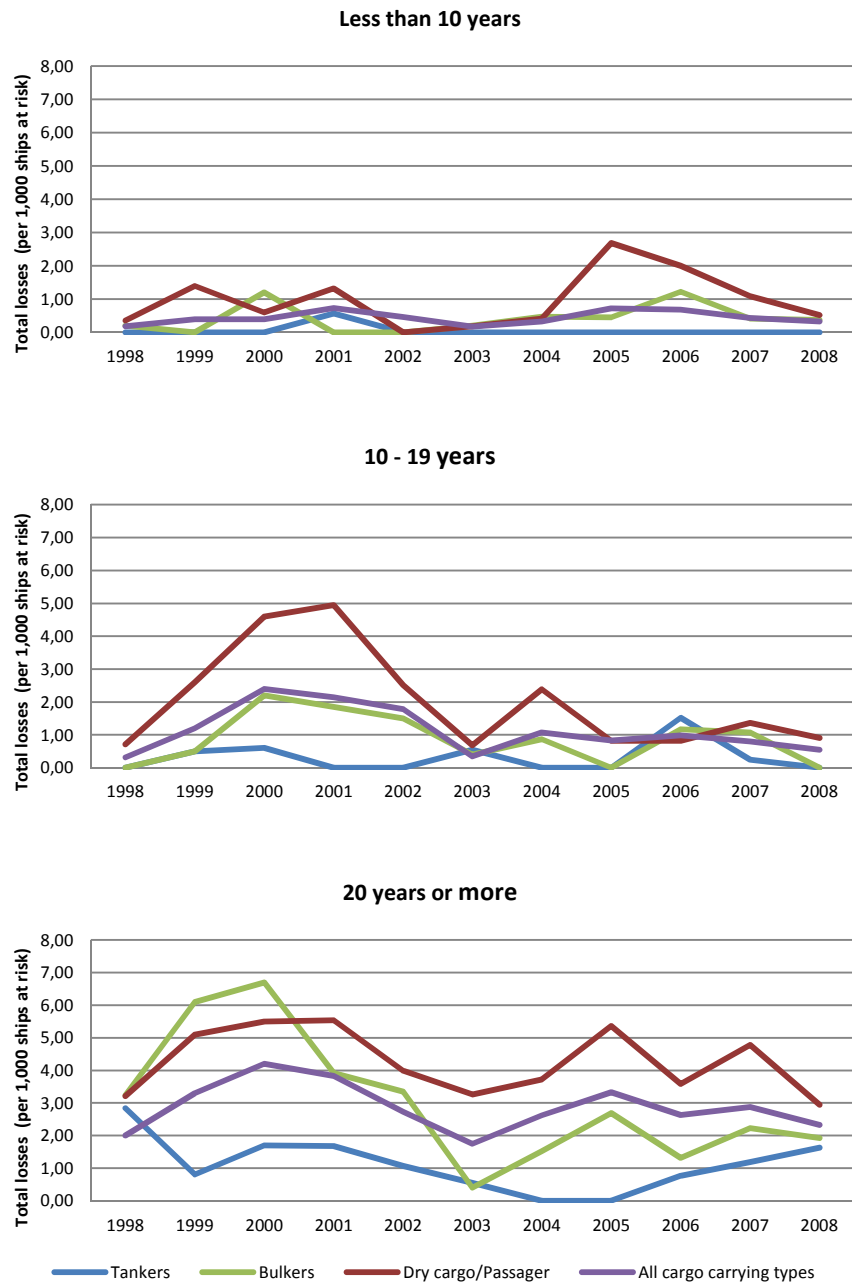 Less than 10 years
Total losses (per 1,000 ships at risk)
8,00
7,00
6,00
5,00
4,00
3,00
2,00
1,00
0,00
1998 1999 2000 2001 2002 2003 2004 2005 2006 2007 2008
10 - 19 years
Total losses (per 1,000 ships at risk)
8,00
7,00
6,00
5,00
4,00
3,00
2,00
1,00
0,00
1998 1999 2000 2001 2002 2003 2004 2005 2006 2007 2008
20 years or more
Total losses (per 1,000 ships at risk)
8,00
7,00
6,00
5,00
4,00
3,00
2,00
1,00
0,00
1998 1999 2000 2001 2002 2003 2004 2005 2006 2007 2008
Tankers Bulkers Dry cargo/Passager All cargo carrying types